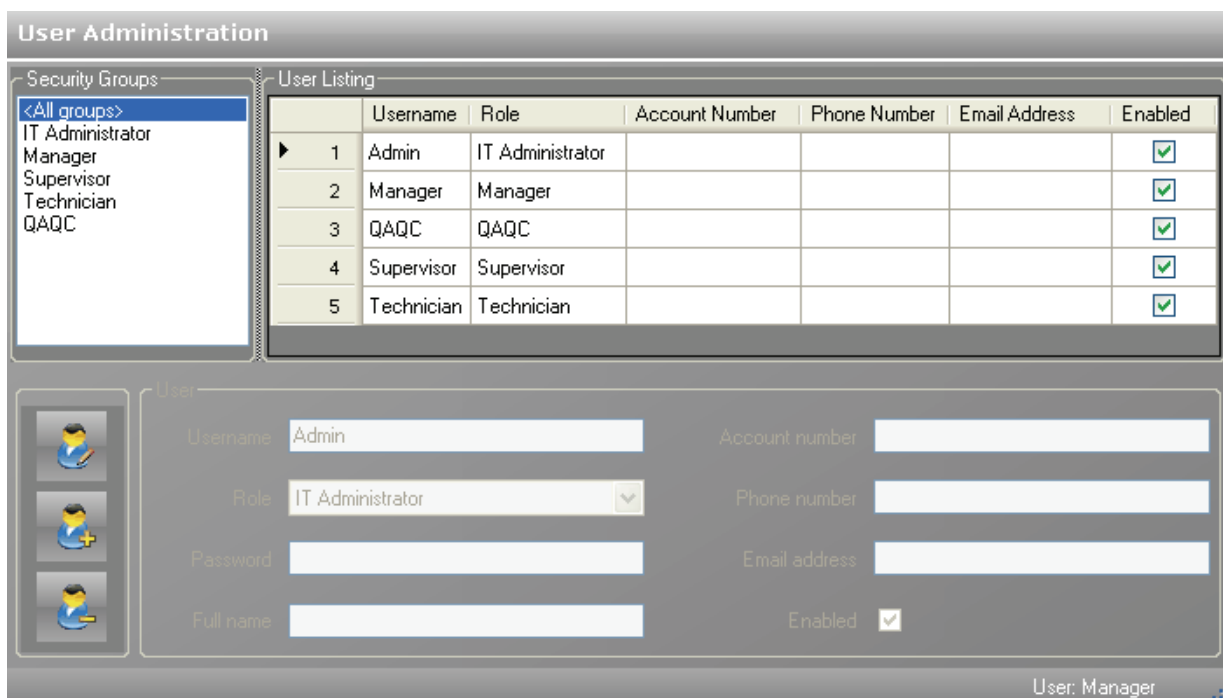 User Administration
Security Groups
<All groups>
IT Administrator
Manager
Supervisor
Technician
QAQC
User Listing
Username Role Account Number Phone Number Email Address Enabled
1 Admin IT Administrator
2 Manager Manager
3 QAQC QAQC
4 Supervisor Supervisor
5 Technician Technician
User
Username Admin
Role IT Administrator
Password
Full name
Account number
Phone number
Email address
Enabled
User: Manager